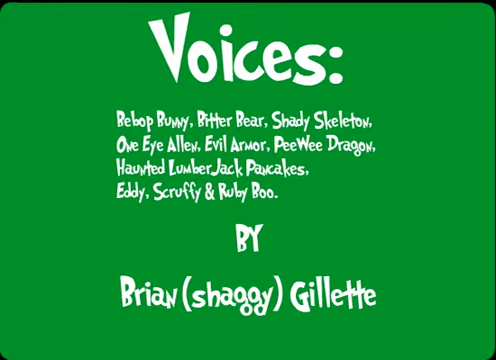 Voices:
Bebop Bunny, Bitter Bear, Shady Skeleton,
One Eye Allen, Evil Armor, PeeWee Dragon,
Haunted LumberJack Pancakes,
Eddy, Scruffy & Ruby Boo.
BY
Brian (shaggy) Gillette